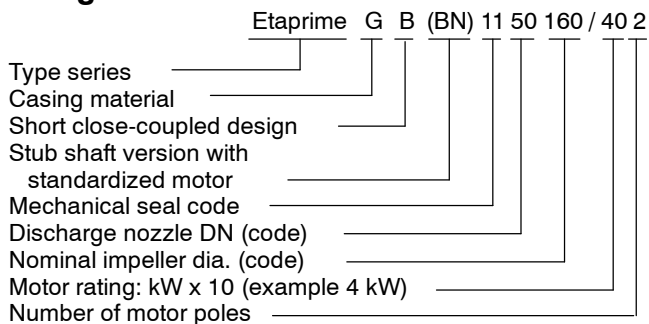 Etaprime G B (BN) 11 50 160 / 40 2
Type series
Casing material
Short close-coupled design
Stub shaft version with
standardized motor
Mechanical seal code
Discharge nozzle DN (code)
Nominal impeller dia. (code)
Motor rating: kW x 10 (example 4 kW)
Number of motor poles